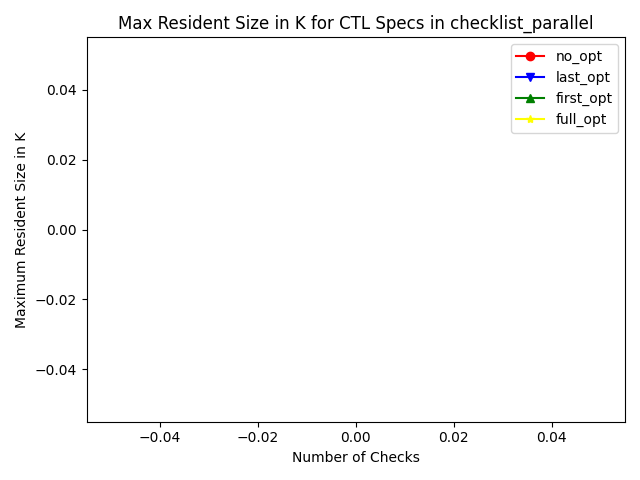 Max Resident Size in K for CTL Specs in checklist_parallel
no_opt
last_opt
first_opt
full_opt
Maximum Resident Size in K
0.04
0.02
0.00
−0.02
−0.04
−0.04
−0.02
0.00
0.02
0.04
Number of Checks